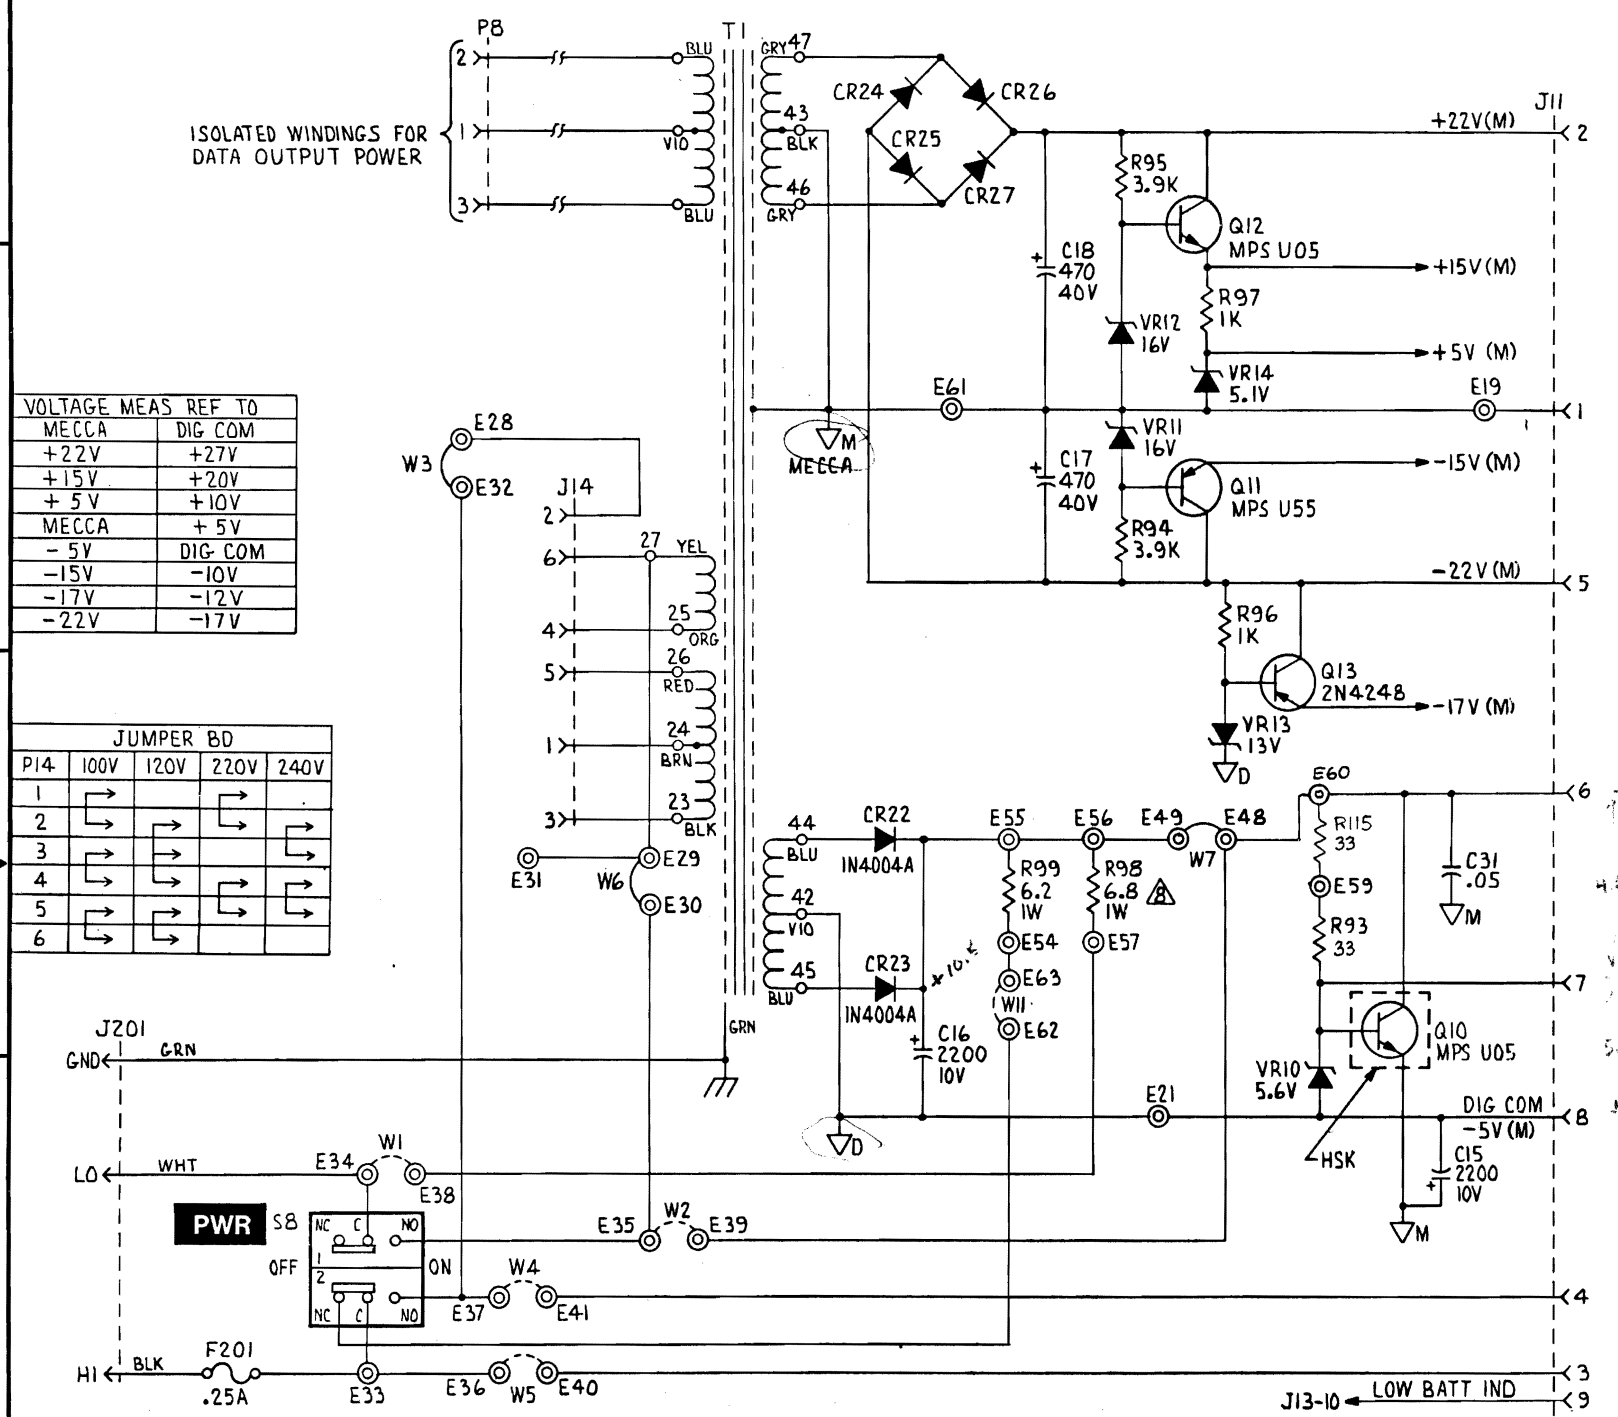 P8
T1
2
BLU
GRY 47
CR24
CR26
J11
+22V(M)
2
ISOLATED WINDINGS FOR
DATA OUTPUT POWER
1
VIO
43
BLK
CR25
R95
3.9K
3
BLU
46
GRY
CR27
Q12
MPS U05
+ C18
470
40V
+15V(M)
R97
1K
VR12
16V
+5V (M)
VR14
5.1V
E61
E19
1
VOLTAGE MEAS REF TO
MECCA DIG COM
+22V +27V
+15V +20V
+ 5V +10V
MECCA + 5V
- 5V DIG COM
-15V -10V
-17V -12V
-22V -17V
E28
W3
E32
M
MECCA
VR11
16V
+ C17
470
40V
-15V(M)
Q11
MPS U55
R94
3.9K
J14
2
6
27
YEL
25
4
ORG
-22V(M)
5
R96
1K
5
26
RED
Q13
2N4248
-17V(M)
1
24
BRN
VR13
13V
D
JUMPER BD
P14 100V 120V 220V 240V
1
2
3
4
5
6
3
23
BLK
E31
E29
W6
E30
44
BLU
CR22
1N4004A
E55
E56
E49
E48
W7
E60
6
R115
33
E59
C31
.05
M
R99
6.2
1W
R98
6.8
1W
8
42
VIO
E54
E57
R93
33
45
BLU
CR23
1N4004A
E63
W11
E62
7
GRN
+ C16
2200
10V
Q10
MPS U05
VR10
5.6V
J201
GND
GRN
E21
DIG COM
-5V(M)
8
D
HSK
C15
2200
10V
+
M
LO
WHT
E34
W1
E38
PWR
S8
NC C NO
1
OFF
ON
2
NC C NO
E35
W2
E39
W4
E37
E41
4
HI
BLK
F201
.25A
E33
E36
W5
E40
3
J13-10
LOW BATT IND
9